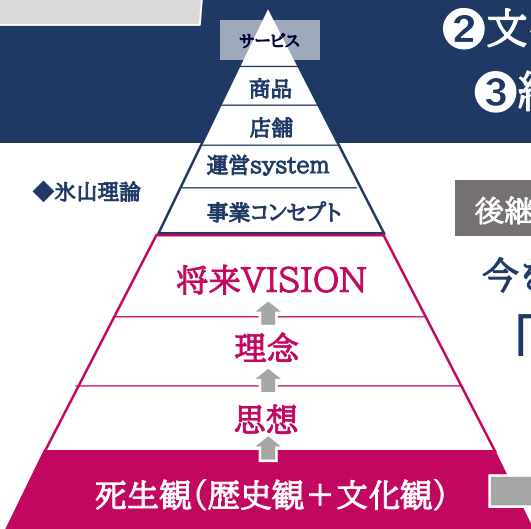 サービス
商品
店舗
運営system
事業コンセプト
◆氷山理論
将来VISION
理念
思想
死生観(歴史観＋文化観)
❷文
❸
後継
今
「